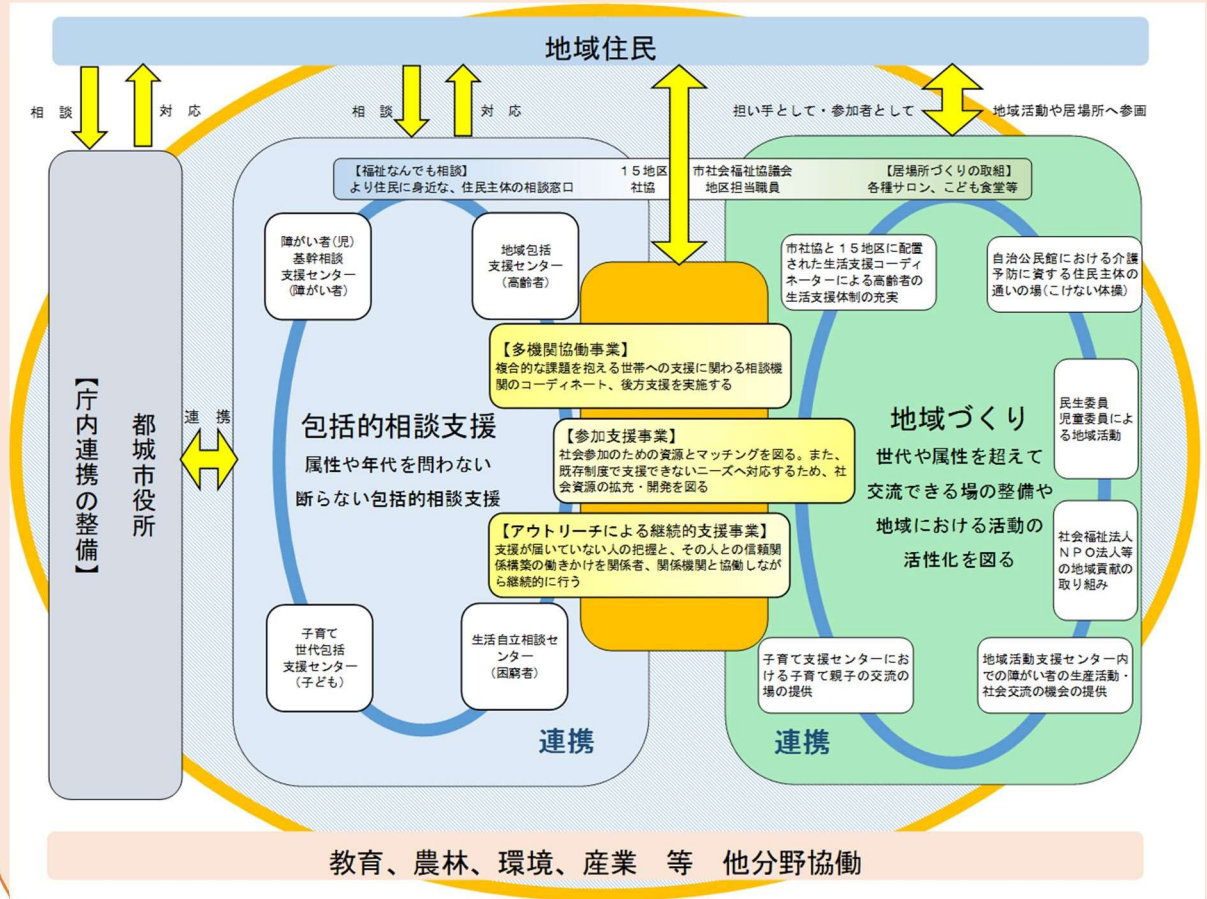 地域住民
相　談
対　応
相　談
対　応
担い手として・参加者として
地域活動や居場所へ参画
【福祉なんでも相談】
より住民に身近な、住民主体の相談窓口
１５地区
社協
市社会福祉協議会
地区担当職員
【居場所づくりの取組】
各種サロン、こども食堂等
【庁内連携の整備】
都城市役所
連　携
障がい者(児)
基幹相談
支援センター
(障がい者)
地域包括
支援センター
(高齢者)
包括的相談支援
属性や年代を問わない
断らない包括的相談支援
子育て
世代包括
支援センター
(子ども)
生活自立相談セ
ンター
(困窮者)
連携
【多機関協働事業】
複合的な課題を抱える世帯への支援に関わる相談機
関のコーディネート、後方支援を実施する
【参加支援事業】
社会参加のための資源とマッチングを図る。また、
既存制度で支援できないニーズへ対応するため、社
会資源の拡充・開発を図る
【アウトリーチによる継続的支援事業】
支援が届いていない人の把握と、その人との信頼関
係構築の働きかけを関係者、関係機関と協働しなが
ら継続的に行う
市社協と１５地区に配置
された生活支援コーディ
ネーターによる高齢者の
生活支援体制の充実
自治公民館における介護
予防に資する住民主体の
通いの場(こけない体操)
地域づくり
世代や属性を超えて
交流できる場の整備や
地域における活動の
活性化を図る
民生委員
児童委員によ
る地域活動
社会福祉法人
ＮＰＯ法人等
の地域貢献の
取り組み
子育て支援センターにお
ける子育て親子の交流の
場の提供
地域活動支援センター内
での障がい者の生産活動・
社会交流の機会の提供
連携
教育、農林、環境、産業　等　他分野協働